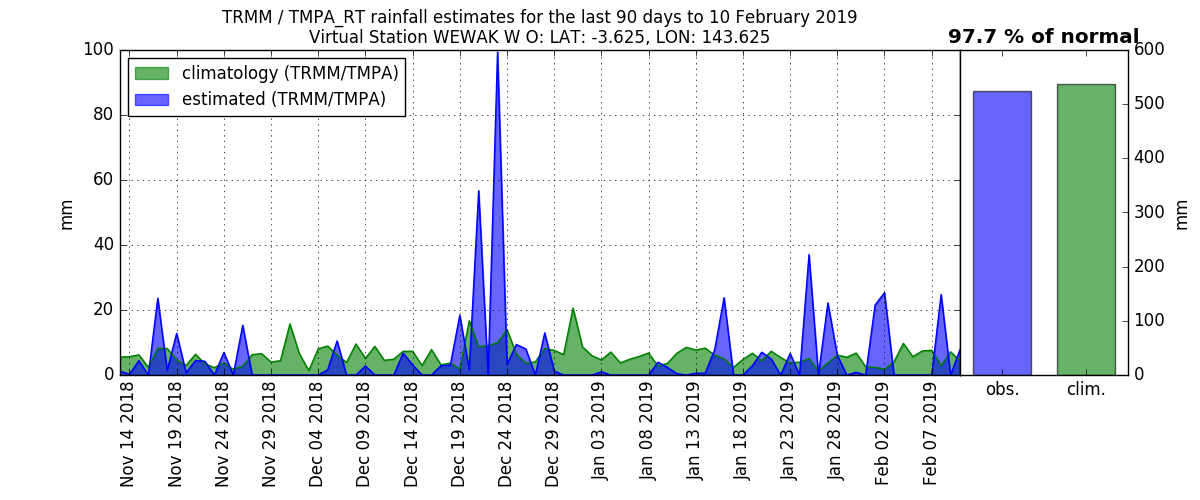 TRMM / TMPA_RT rainfall estimates for the last 90 days to 10 February 2019
Virtual Station WEWAK W O: LAT: -3.625, LON: 143.625
97.7 % of normal
climatology (TRMM/TMPA)
estimated (TRMM/TMPA)
100
80
60
40
20
0
mm
600
500
400
300
200
100
0
mm
Nov 14 2018
Nov 19 2018
Nov 24 2018
Nov 29 2018
Dec 04 2018
Dec 09 2018
Dec 14 2018
Dec 19 2018
Dec 24 2018
Dec 29 2018
Jan 03 2019
Jan 08 2019
Jan 13 2019
Jan 18 2019
Jan 23 2019
Jan 28 2019
Feb 02 2019
Feb 07 2019
obs.
clim.